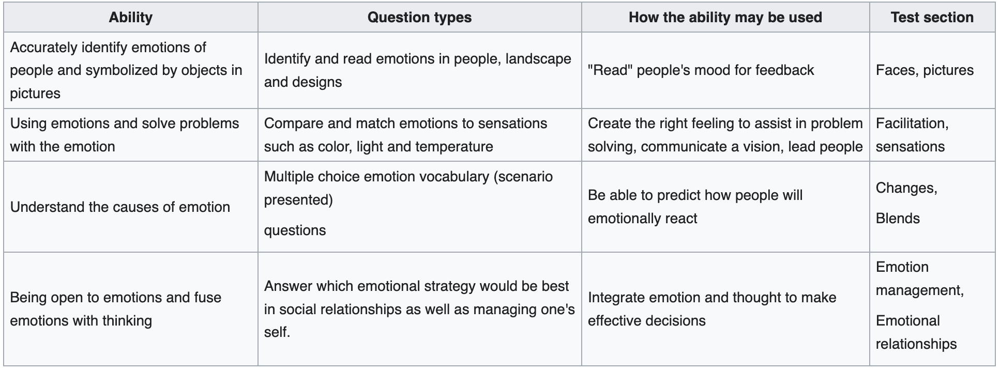 Ability
Question types
How the ability may be used
Test section
Accurately identify emotions of
people and symbolized by objects in
pictures
Identify and read emotions in people, landscape
and designs
"Read" people's mood for feedback
Faces, pictures
Using emotions and solve problems
with the emotion
Compare and match emotions to sensations
such as color, light and temperature
Create the right feeling to assist in problem
solving, communicate a vision, lead people
Facilitation,
sensations
Understand the causes of emotion
Multiple choice emotion vocabulary (scenario
presented)
questions
Be able to predict how people will
emotionally react
Changes,
Blends
Being open to emotions and fuse
emotions with thinking
Answer which emotional strategy would be best
in social relationships as well as managing one's
self.
Integrate emotion and thought to make
effective decisions
Emotion
management,
Emotional
relationships